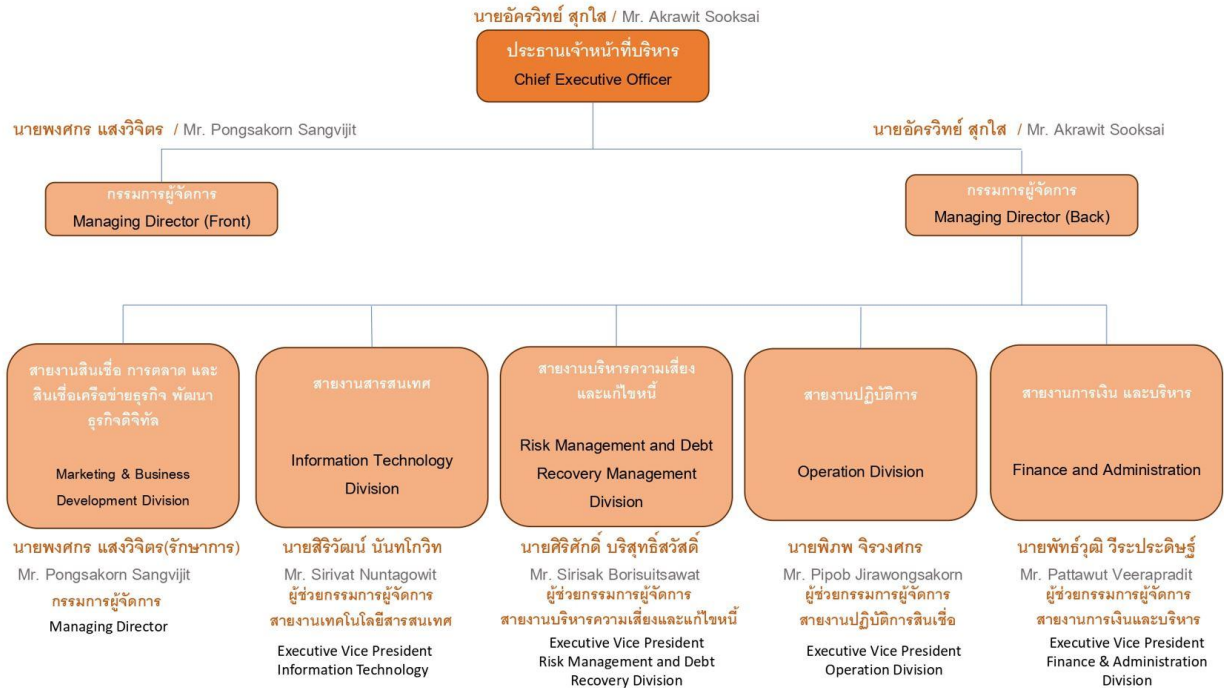 นายอัครวิทย์ สุกใส / Mr. Akrawit Sooksai
ประธานเจ้าหน้าที่บริหาร
Chief Executive Officer
นายพงศกร แสงวิจิตร / Mr. Pongsakorn Sangvijit
นายอัครวิทย์ สุกใส / Mr. Akrawit Sooksai
กรรมการผู้จัดการ
Managing Director (Front)
กรรมการผู้จัดการ
Managing Director (Back)
สายงานสินเชื่อ การตลาด และ
สินเชื่อเครือข่ายธุรกิจ พัฒนา
ธุรกิจดิจิทัล
Marketing & Business
Development Division
นายพงศกร แสงวิจิตร(รักษาการ)
Mr. Pongsakorn Sangvijit
กรรมการผู้จัดการ
Managing Director
สายงานสารสนเทศ
Information Technology
Division
นายสิริวัฒน์ นันทโกวิท
Mr. Sirivat Nuntagowit
ผู้ช่วยกรรมการผู้จัดการ
สายงานเทคโนโลยีสารสนเทศ
Executive Vice President
Information Technology
สายงานบริหารความเสี่ยง
และแก้ไขหนี้
Risk Management and Debt
Recovery Management
Division
นายศิริศักดิ์ บริสุทธิ์สวัสดิ์
Mr. Sirisak Borisuitsawat
ผู้ช่วยกรรมการผู้จัดการ
สายงานบริหารความเสี่ยงและแก้ไขหนี้
Executive Vice President
Risk Management and Debt
Recovery Division
สายงานปฏิบัติการ
Operation Division
นายพิภพ จิรวงศกร
Mr. Pipob Jirawongsakorn
ผู้ช่วยกรรมการผู้จัดการ
สายงานปฏิบัติการสินเชื่อ
Executive Vice President
Operation Division
สายงานการเงิน และบริหาร
Finance and Administration
นายพัทธ์วุฒิ วีระประดิษฐ์
Mr. Pattawut Veerapradit
ผู้ช่วยกรรมการผู้จัดการ
สายงานการเงินและบริหาร
Executive Vice President
Finance & Administration
Division